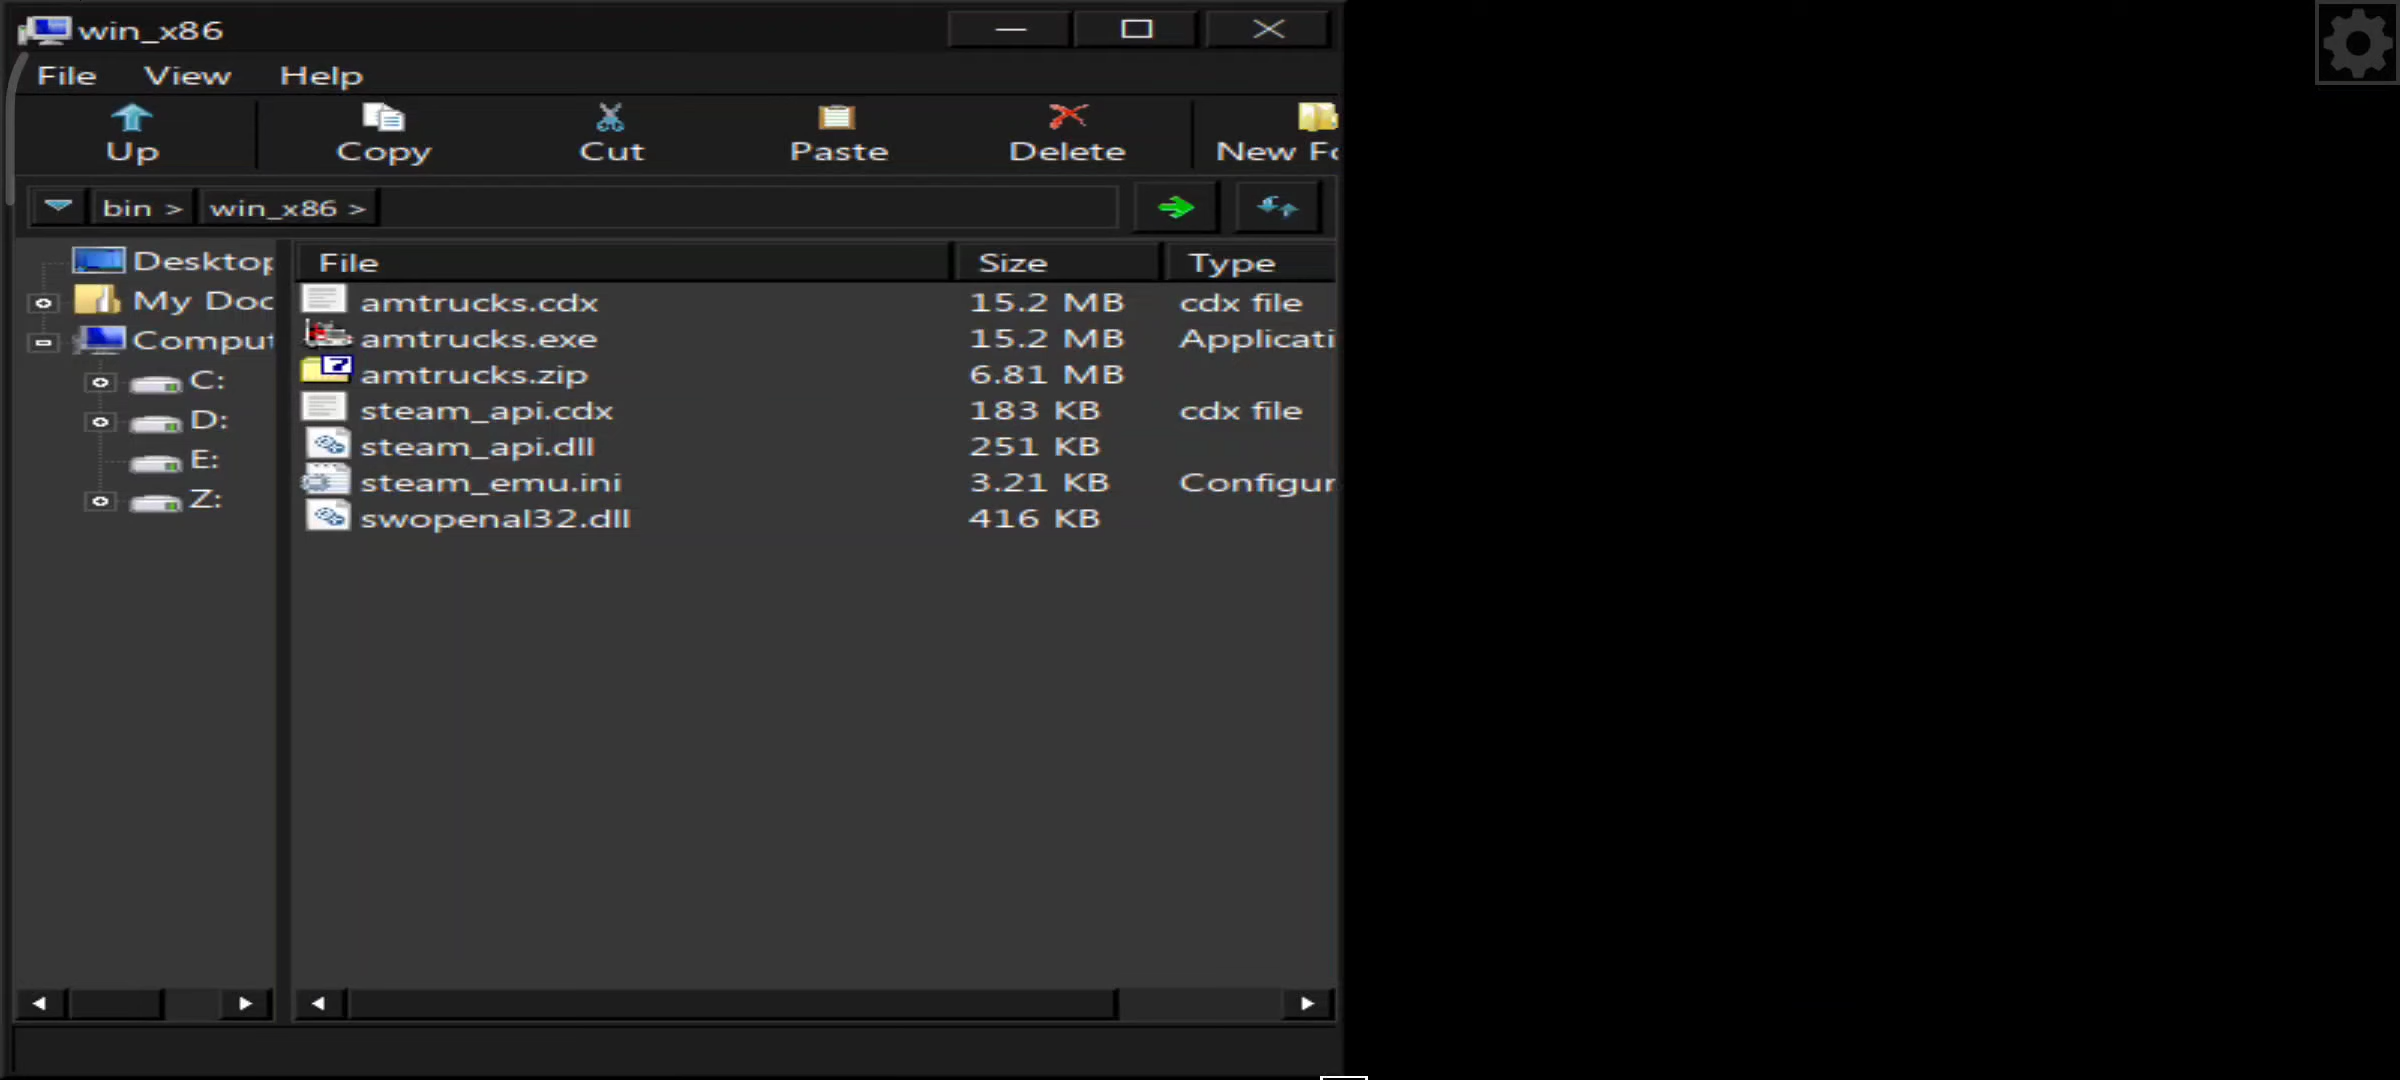 win_x86
File View Help
Up Copy Cut Paste Delete New Fo
bin > win_x86 >
Desktop
My Doc
Comput
C:
D:
E:
Z:
File Size Type
amtrucks.cdx 15.2 MB cdx file
amtrucks.exe 15.2 MB Applicati
amtrucks.zip 6.81 MB
steam_api.cdx 183 KB cdx file
steam_api.dll 251 KB
steam_emu.ini 3.21 KB Configur
swopenal32.dll 416 KB